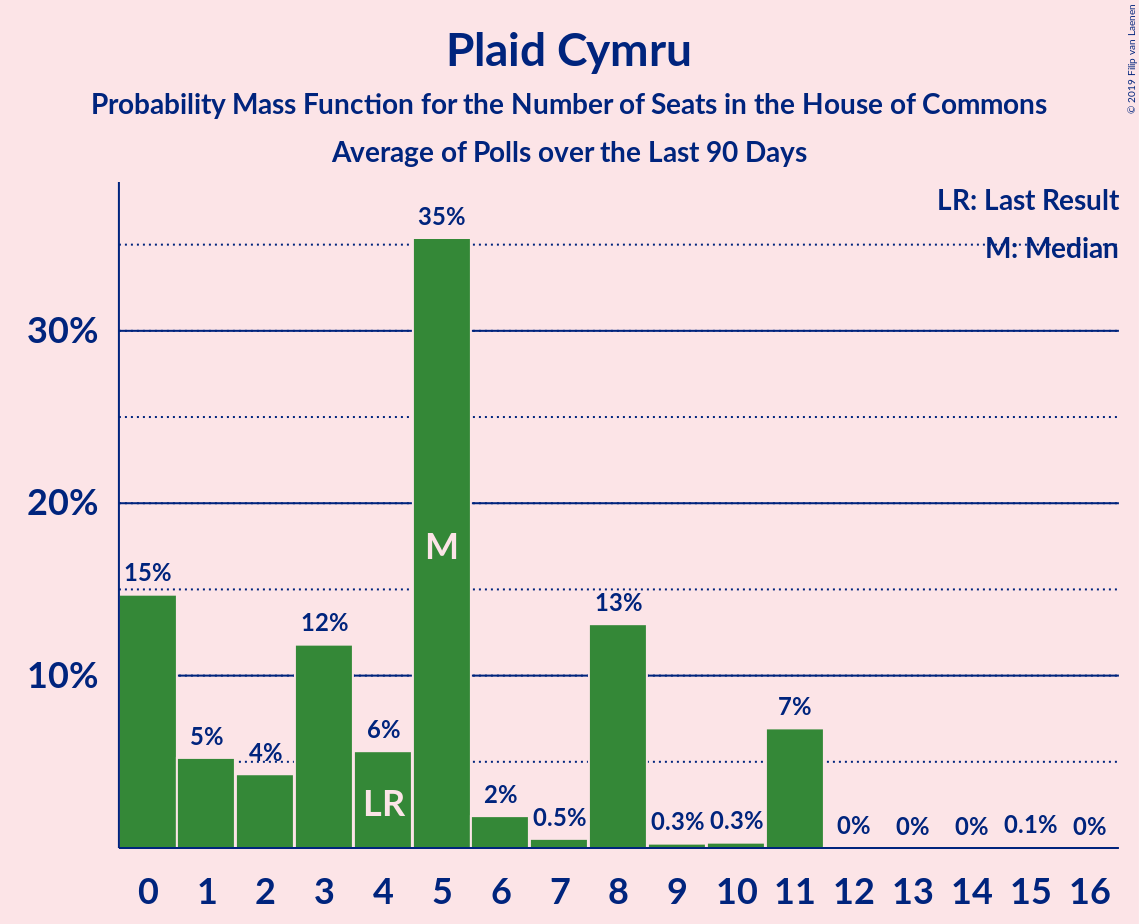 Plaid Cymru
Probability Mass Function for the Number of Seats in the House of Commons
Average of Polls over the Last 90 Days
© 2019 Filip van Laenen
LR: Last Result
M: Median
35%
30%
20%
M
15%
13%
12%
10%
7%
6%
5%
4%
2%
LR
0.5%
0.3%
0.3%
0%
0%
0%
0.1%
0%
0 1 2 3 4 5 6 7 8 9 10 11 12 13 14 15 16